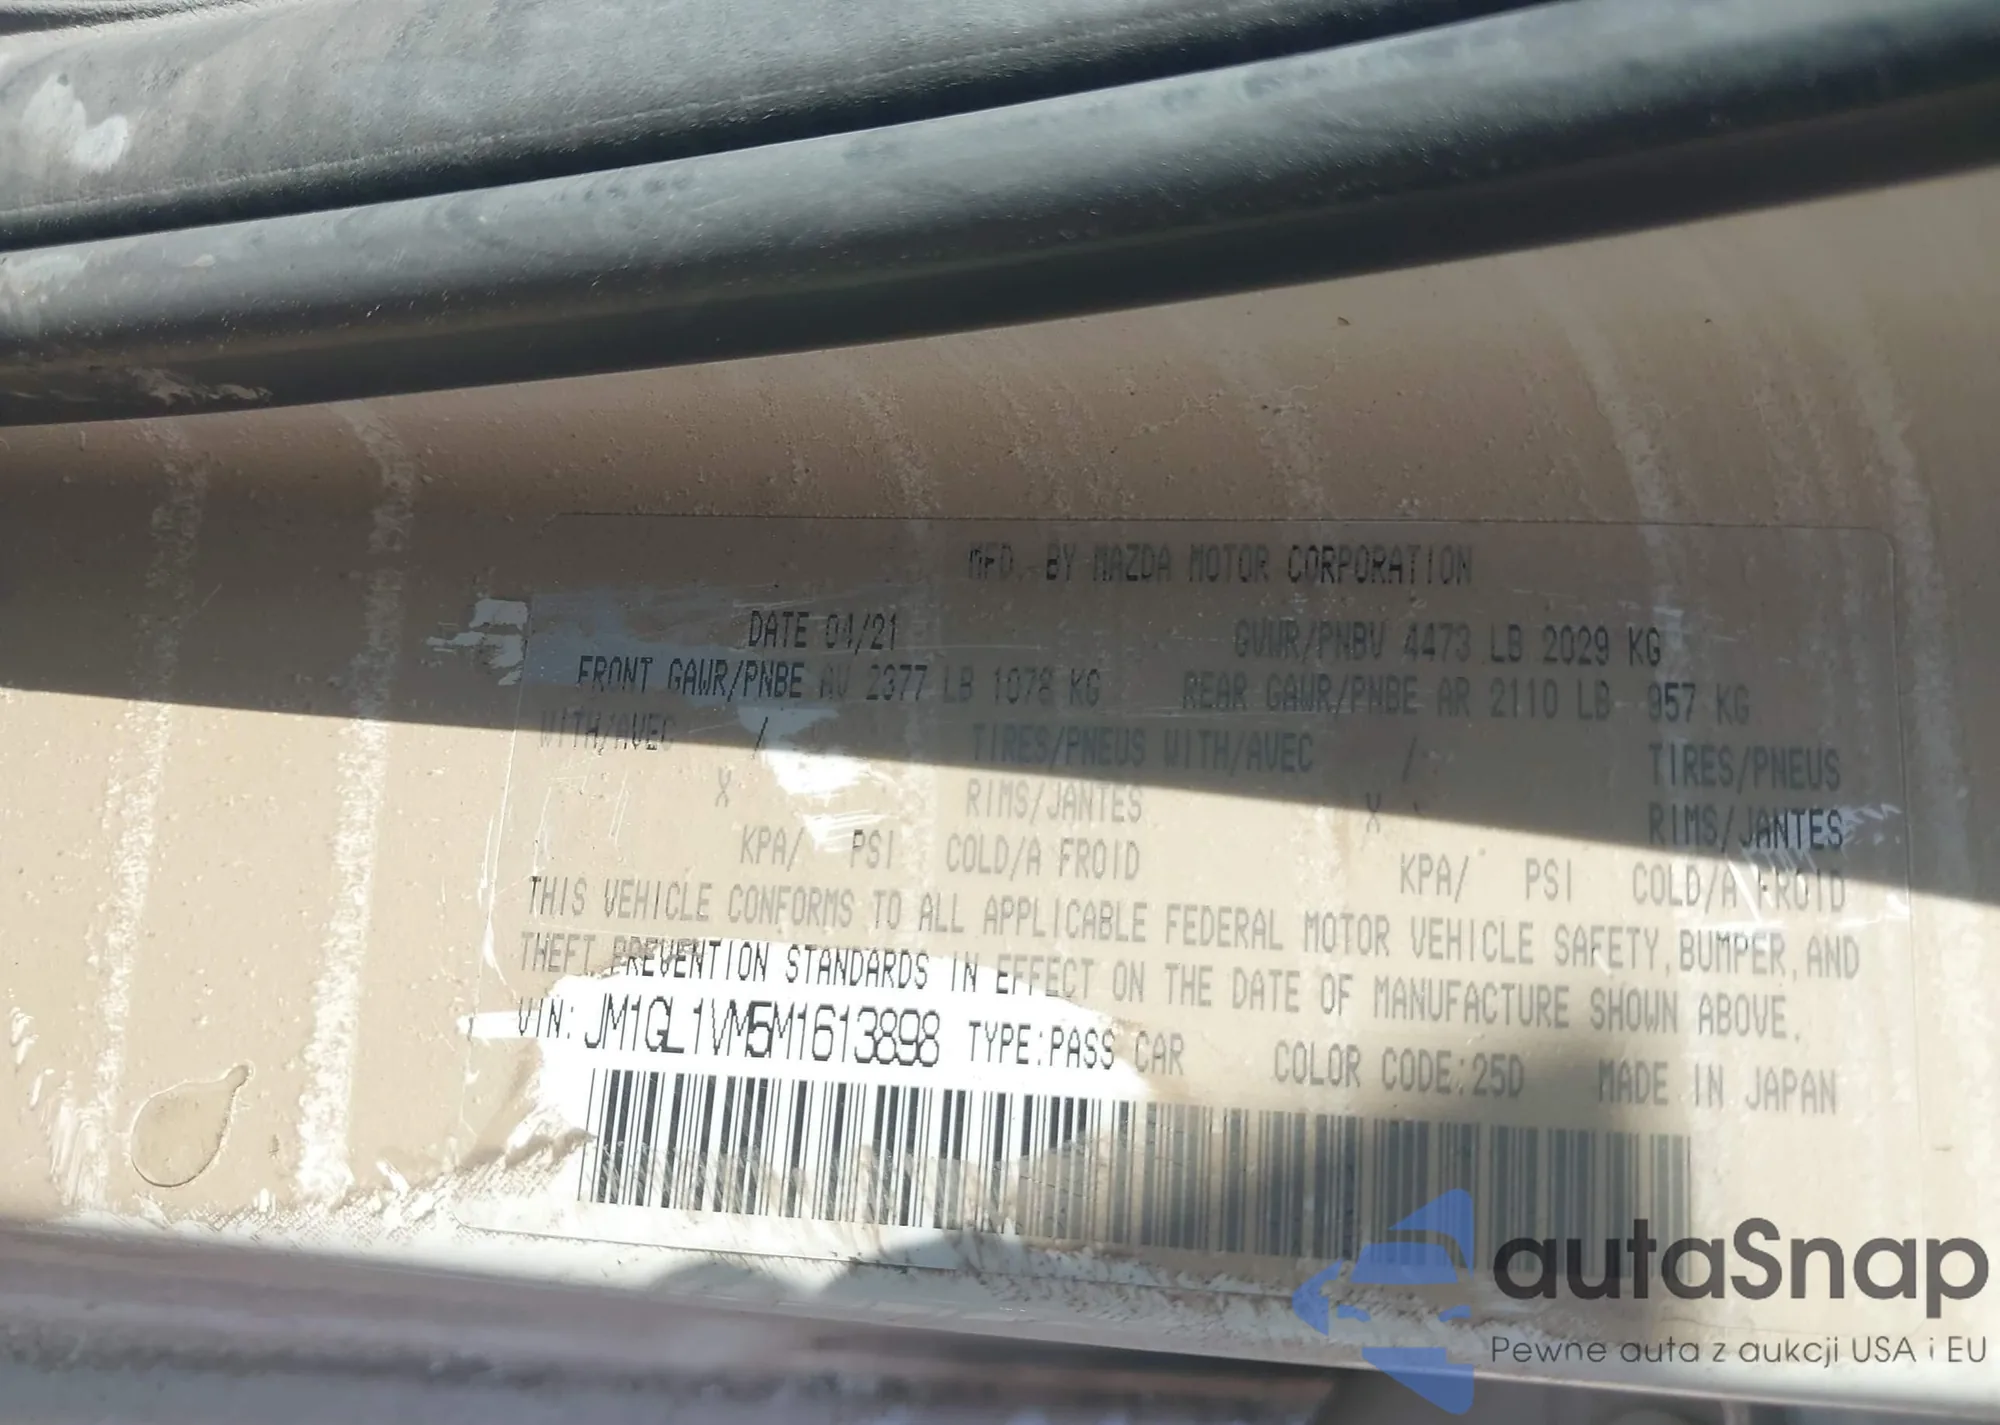 MFD. BY MAZDA MOTOR CORPORATION
DATE 04/21 GVWR/PNBV 4473 LB 2029 KG
FRONT GAWR/PNBE AV 2377 LB 1078 KG REAR GAWR/PNBE AR 2110 LB 957 KG
WITH/AVEC / TIRES/PNEUS WITH/AVEC / TIRES/PNEUS
X RIMS/JANTES X RIMS/JANTES
KPA/ PSI COLD/A FROID KPA/ PSI COLD/A FROID
THIS VEHICLE CONFORMS TO ALL APPLICABLE FEDERAL MOTOR VEHICLE SAFETY, BUMPER, AND
THEFT PREVENTION STANDARDS IN EFFECT ON THE DATE OF MANUFACTURE SHOWN ABOVE.
VIN: JM1GL1VM5M1613898 TYPE: PASS CAR COLOR CODE: 25D MADE IN JAPAN
autaSnap
Pewne auta z aukcji USA i EU